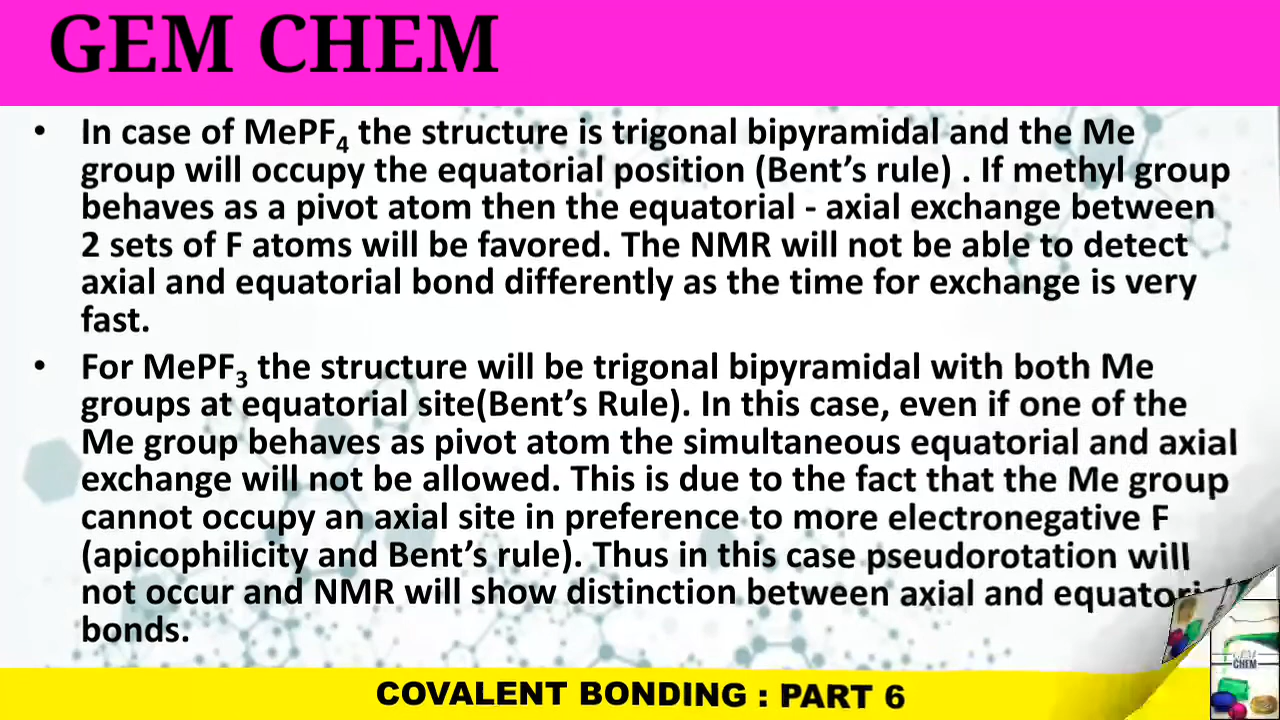 GEM CHEM
• In case of MePF₄ the structure is trigonal bipyramidal and the Me
group will occupy the equatorial position (Bent’s rule) . If methyl group
behaves as a pivot atom then the equatorial - axial exchange between
2 sets of F atoms will be favored. The NMR will not be able to detect
axial and equatorial bond differently as the time for exchange is very
fast.
• For MePF₃ the structure will be trigonal bipyramidal with both Me
groups at equatorial site(Bent’s Rule). In this case, even if one of the
Me group behaves as pivot atom the simultaneous equatorial and axial
exchange will not be allowed. This is due to the fact that the Me group
cannot occupy an axial site in preference to more electronegative F
(apicophilicity and Bent’s rule). Thus in this case pseudorotation will
not occur and NMR will show distinction between axial and equatorial
bonds.
CHEM
COVALENT BONDING : PART 6